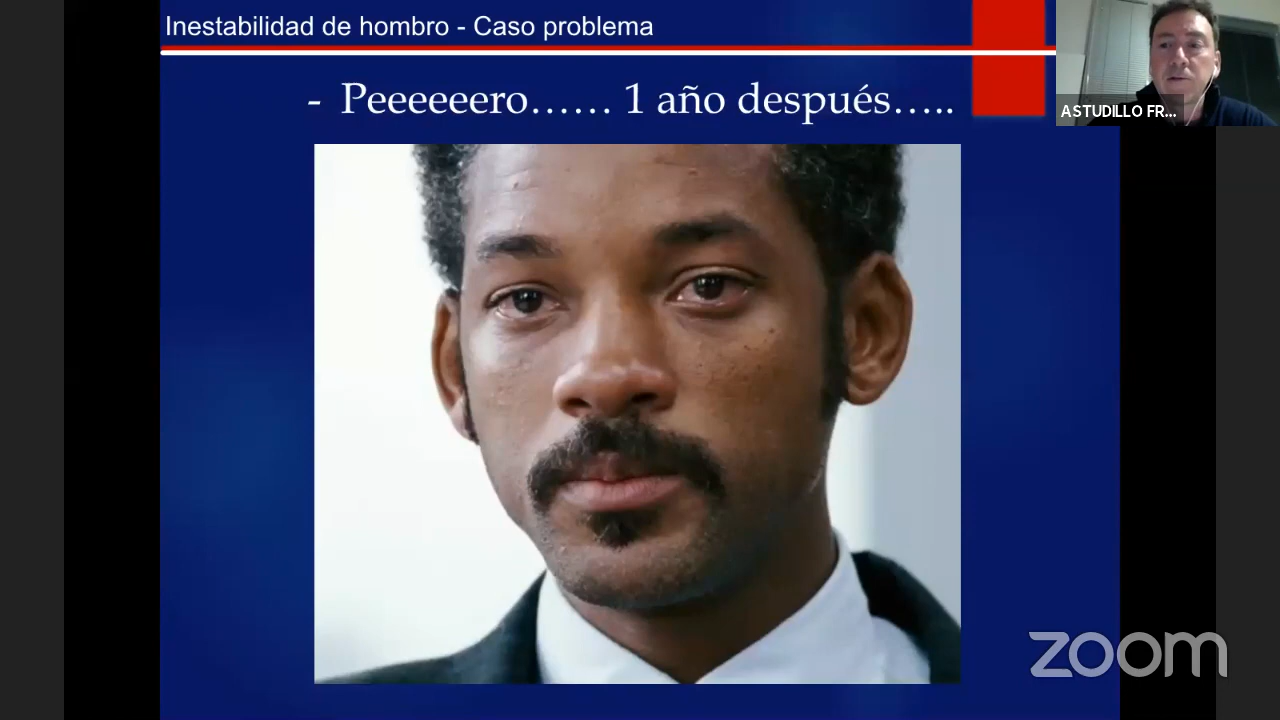 Inestabilidad de hombro - Caso problema
- Peeeeeero...... 1 año después.....
ASTUDILLO FR...
zoom